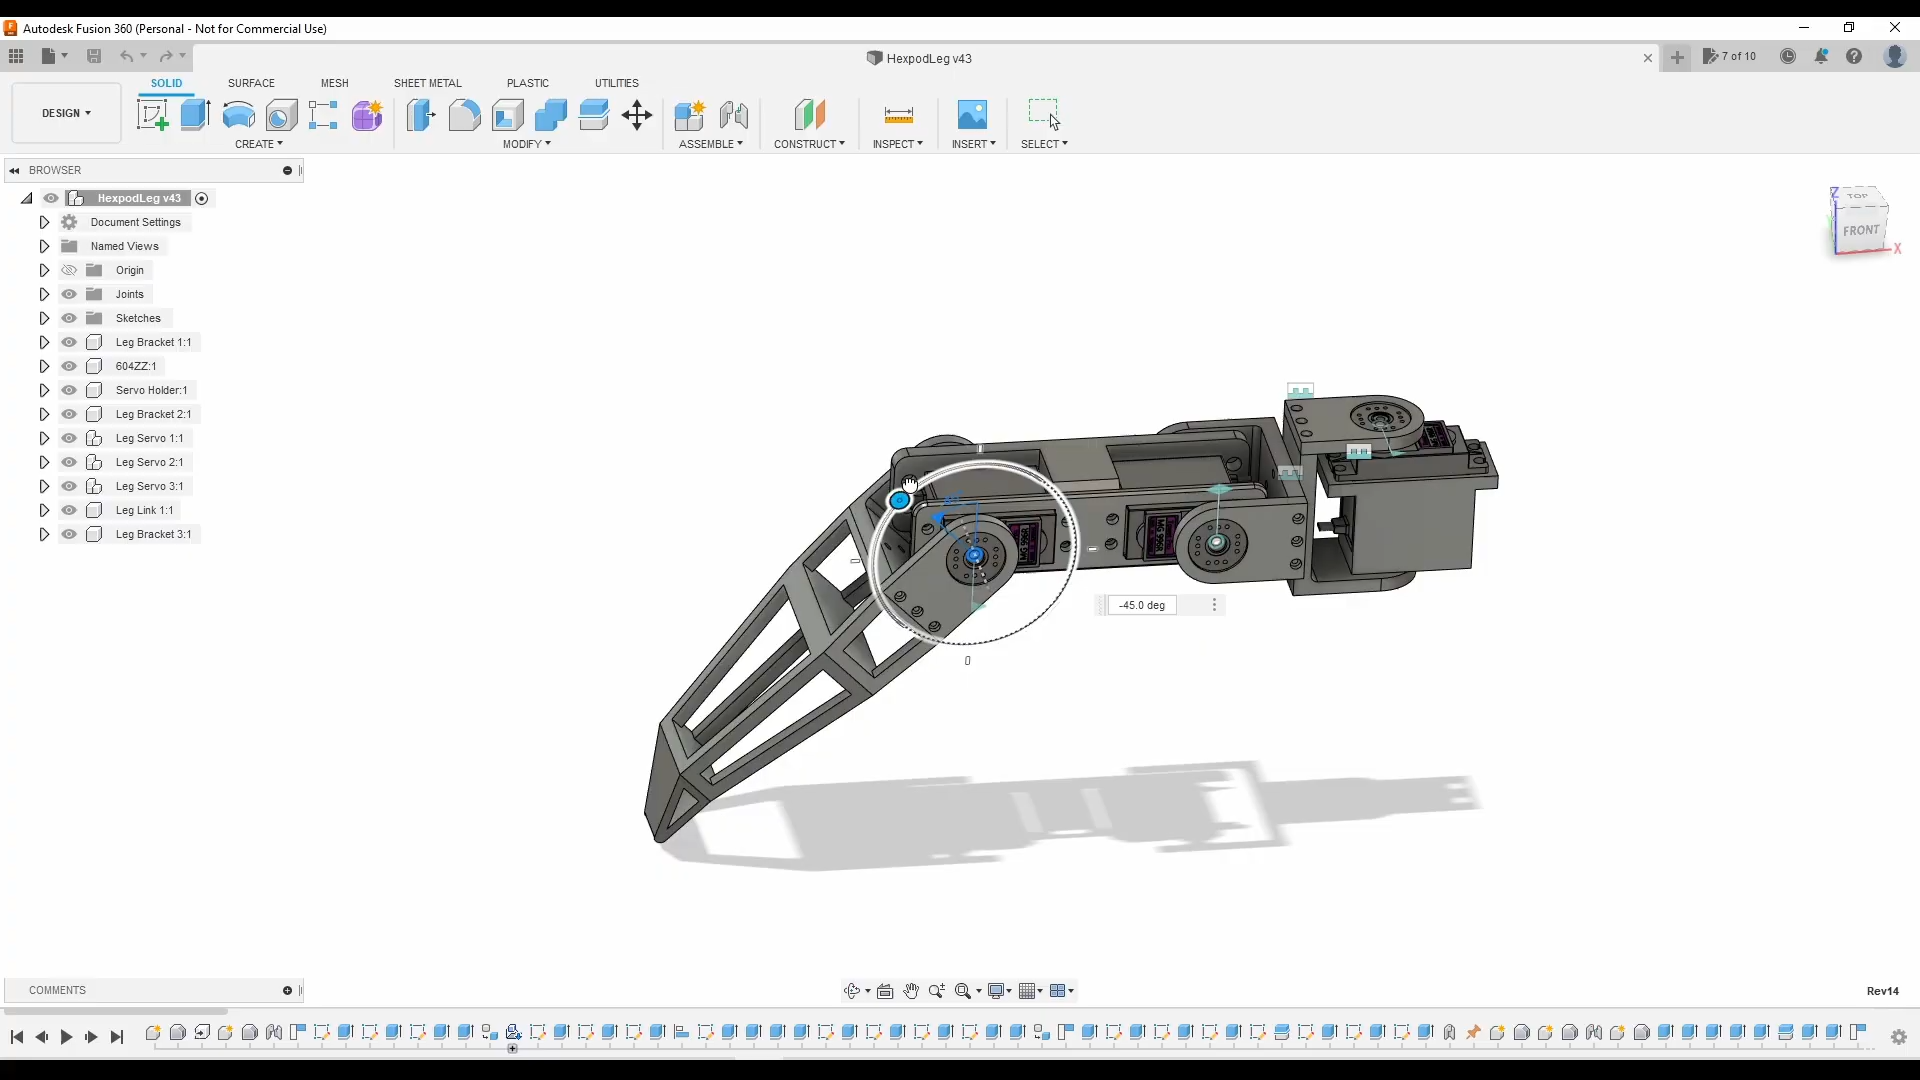 Autodesk Fusion 360 (Personal - Not for Commercial Use)
HexpodLeg v43
7 of 10
DESIGN
SOLID
SURFACE
MESH
SHEET METAL
PLASTIC
UTILITIES
CREATE
MODIFY
ASSEMBLE
CONSTRUCT
INSPECT
INSERT
SELECT
BROWSER
HexpodLeg v43
Document Settings
Named Views
Origin
Joints
Sketches
Leg Bracket 1:1
604ZZ:1
Servo Holder:1
Leg Bracket 2:1
Leg Servo 1:1
Leg Servo 2:1
Leg Servo 3:1
Leg Link 1:1
Leg Bracket 3:1
Z
TOP
FRONT
X
-45.0 deg
COMMENTS
Rev14